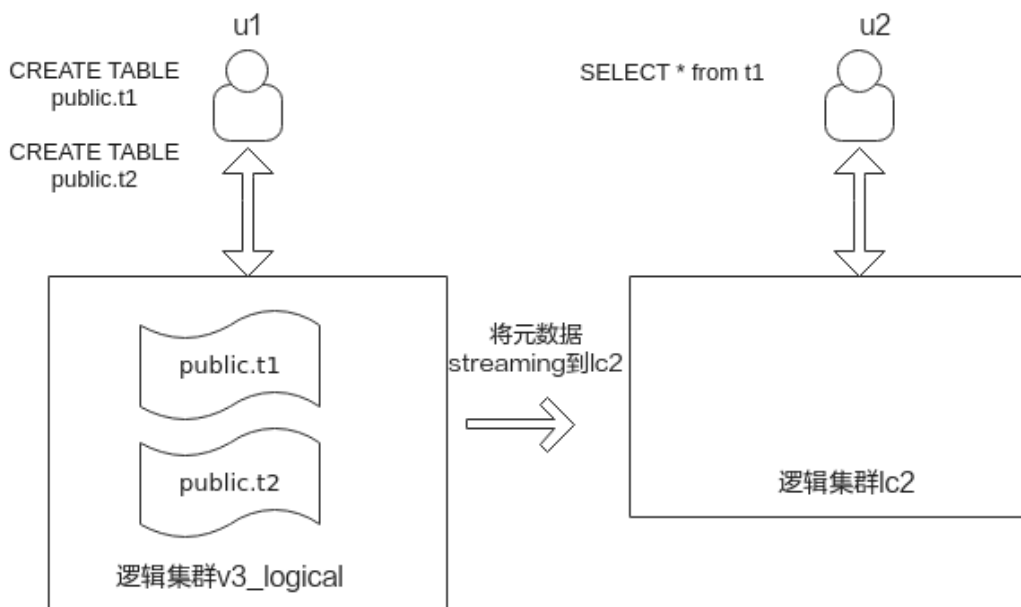 u1
CREATE TABLE
public.t1
CREATE TABLE
public.t2
u2
SELECT * from t1
public.t1
public.t2
逻辑集群v3_logical
将元数据
streaming到lc2
逻辑集群lc2